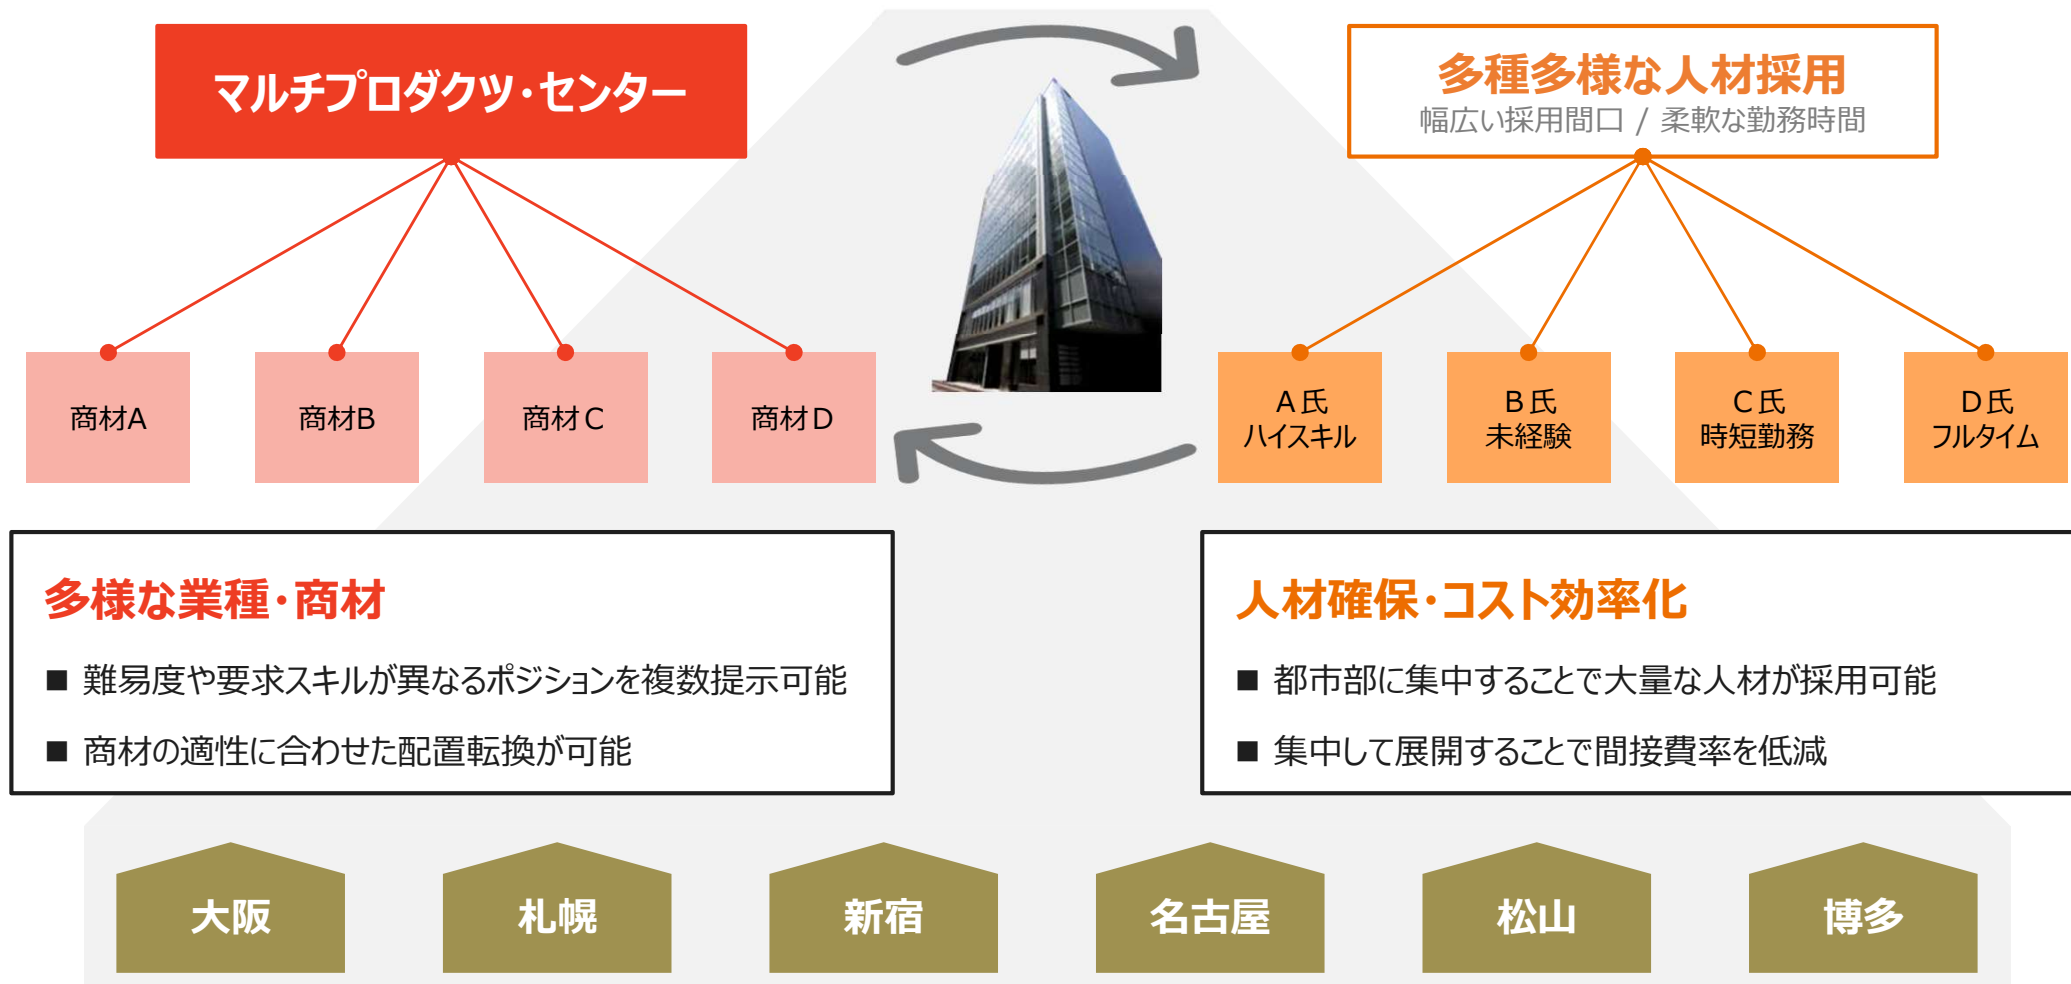 マルチプロダクツ・センター
多種多様な人材採用
幅広い採用間口 / 柔軟な勤務時間
商材A
商材B
商材C
商材D
A氏
ハイスキル
B氏
未経験
C氏
時短勤務
D氏
フルタイム
多様な業種・商材
■ 難易度や要求スキルが異なるポジションを複数提示可能
■ 商材の適性に合わせた配置転換が可能
人材確保・コスト効率化
■ 都市部に集中することで大量な人材が採用可能
■ 集中して展開することで間接費率を低減
大阪
札幌
新宿
名古屋
松山
博多